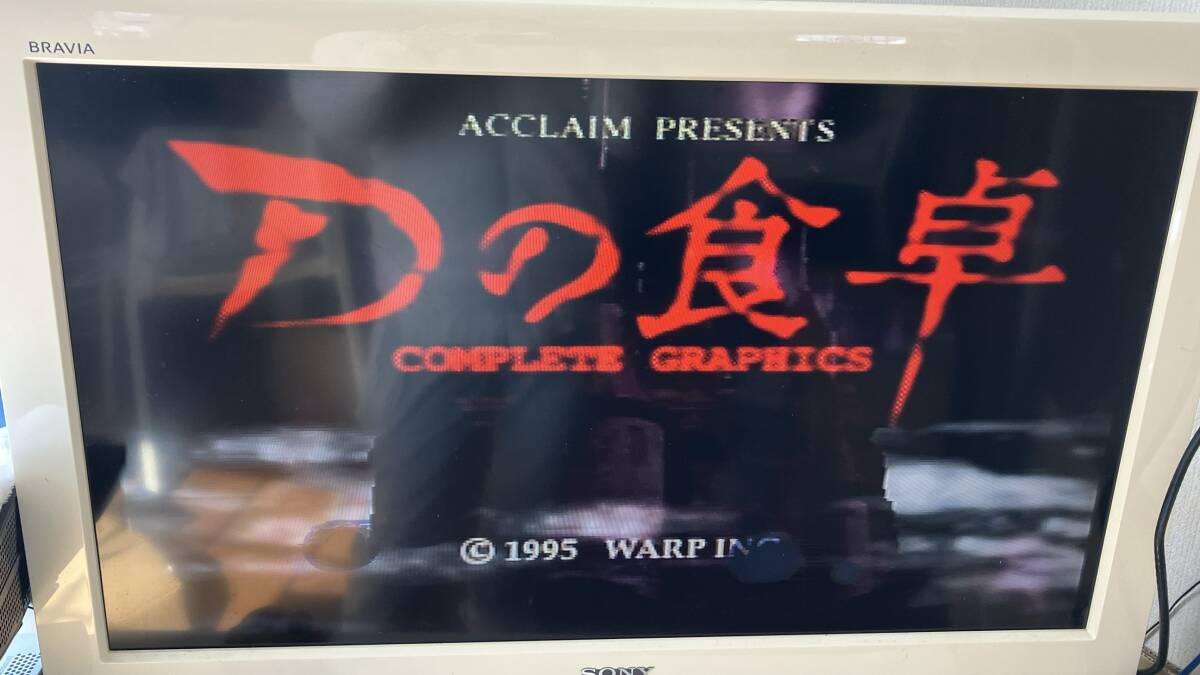 BRAVIA
ACCLAIM PRESENTS
Dの食卓
COMPLETE GRAPHICS
© 1995 WARP INC
SONY